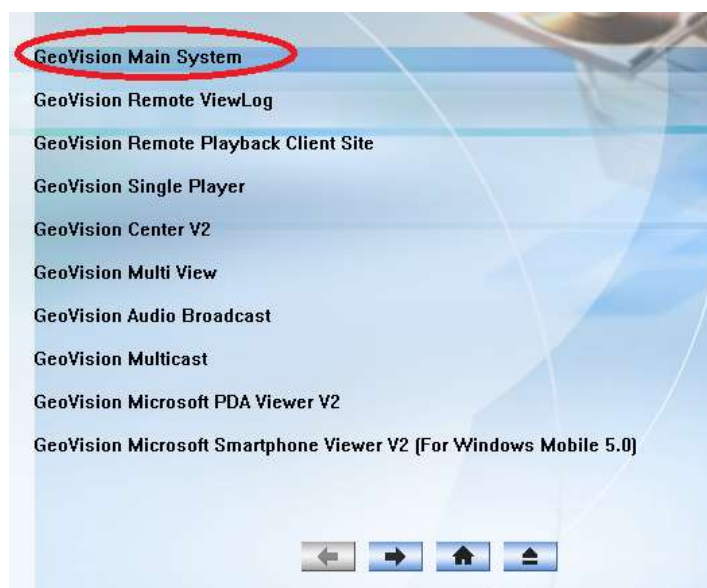 GeoVision Main System
GeoVision Remote ViewLog
GeoVision Remote Playback Client Site
GeoVision Single Player
GeoVision Center V2
GeoVision Multi View
GeoVision Audio Broadcast
GeoVision Multicast
GeoVision Microsoft PDA Viewer V2
GeoVision Microsoft Smartphone Viewer V2 (For Windows Mobile 5.0)